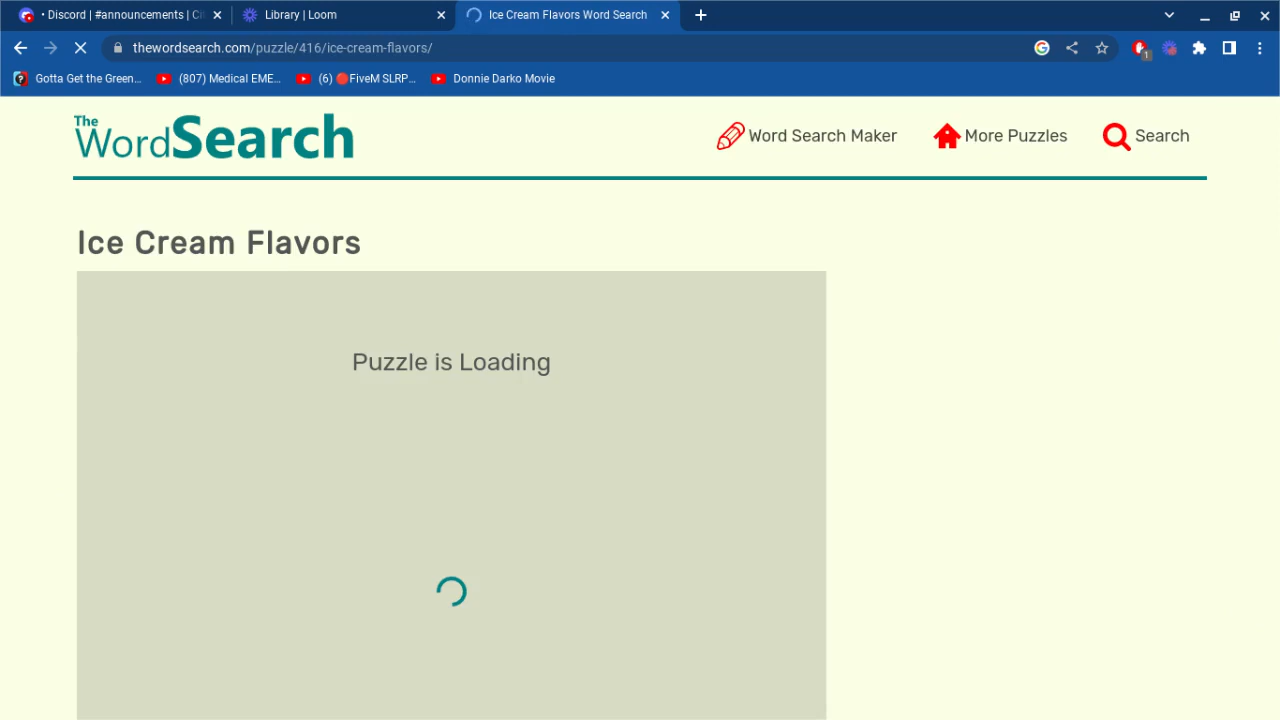 • Discord | #announcements | Cit
Library | Loom
Ice Cream Flavors Word Search
thewordsearch.com/puzzle/416/ice-cream-flavors/
1
Gotta Get the Green...
(807) Medical EME...
(6) 🔴FiveM SLRP...
Donnie Darko Movie
The
WordSearch
Word Search Maker
More Puzzles
Search
Ice Cream Flavors
Puzzle is Loading